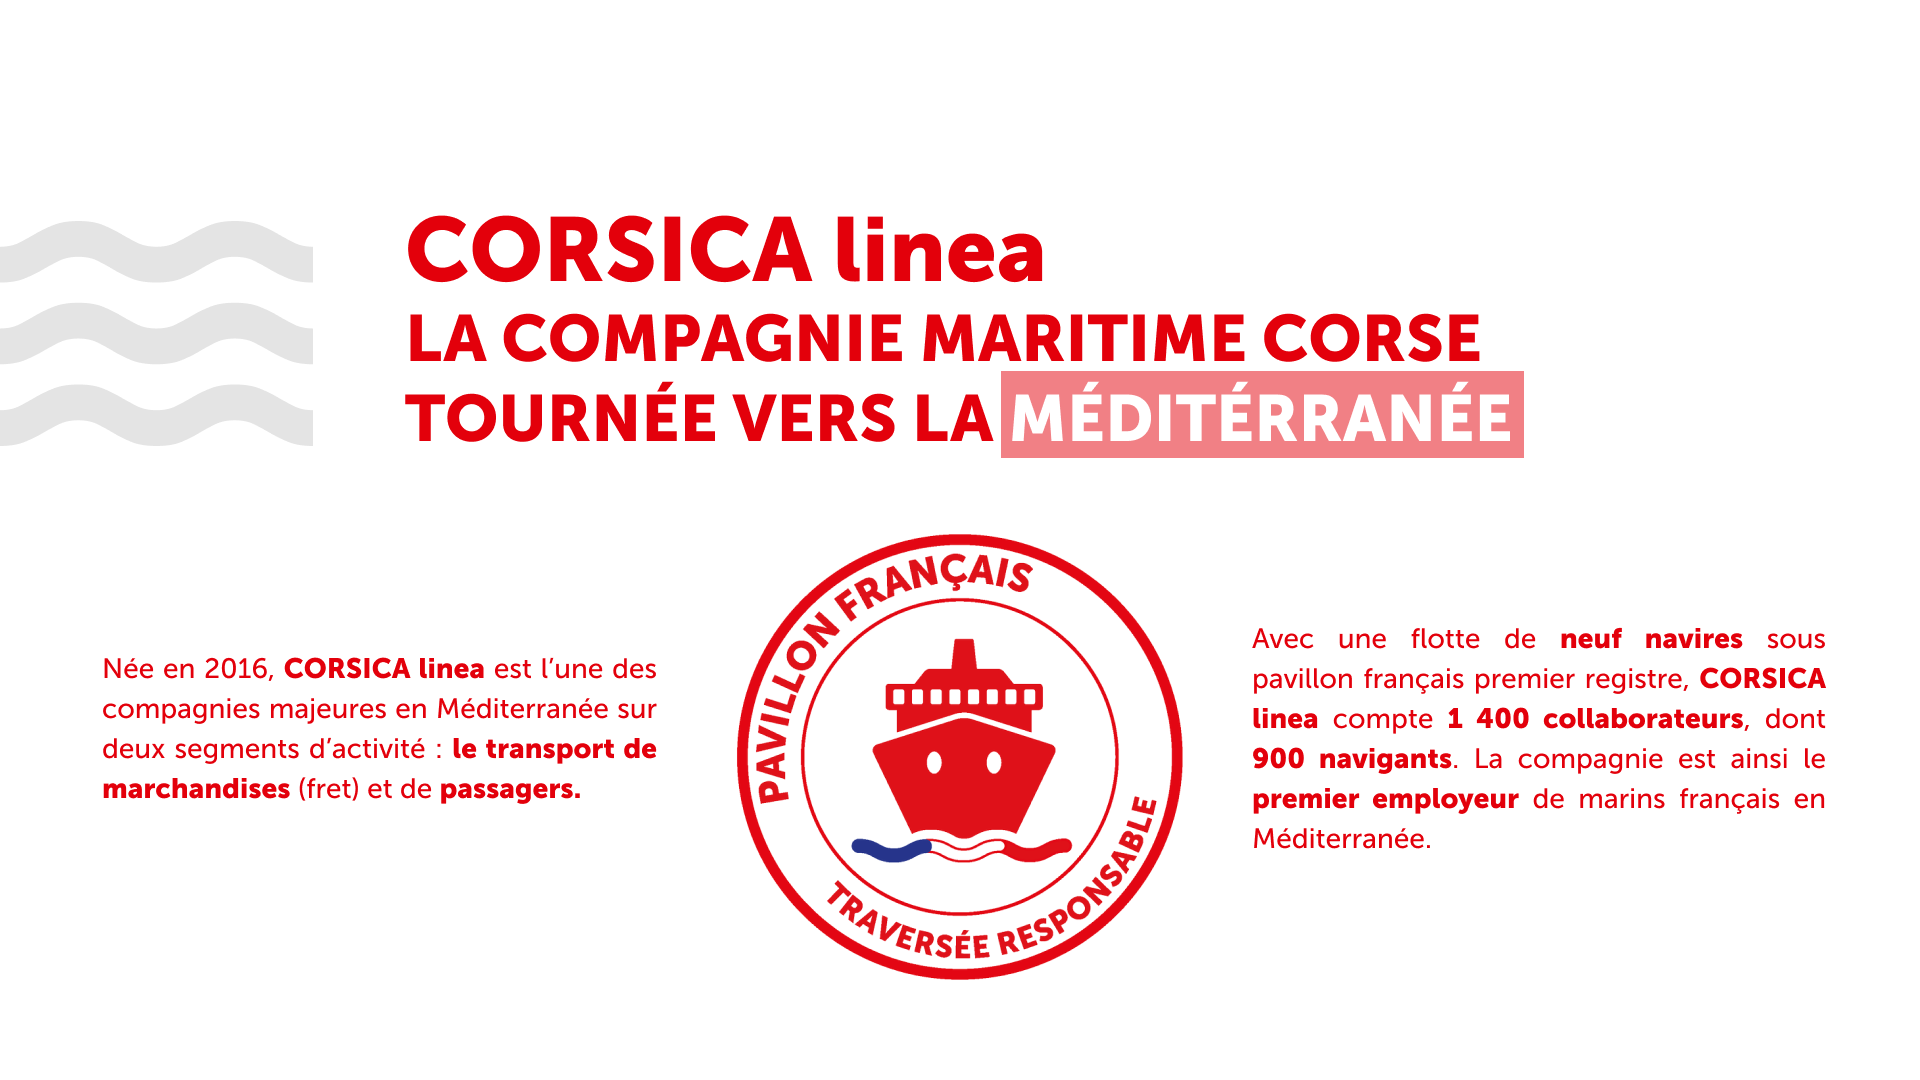 CORSICA linea
LA COMPAGNIE MARITIME CORSE
TOURNÉE VERS LA MÉDITÉRRANÉE
Née en 2016, CORSICA linea est l’une des
compagnies majeures en Méditerranée sur
deux segments d’activité : le transport de
marchandises (fret) et de passagers.
PAVILLON FRANÇAIS
TRAVERSÉE RESPONSABLE
Avec une flotte de neuf navires sous
pavillon français premier registre, CORSICA
linea compte 1 400 collaborateurs, dont
900 navigants. La compagnie est ainsi le
premier employeur de marins français en
Méditerranée.